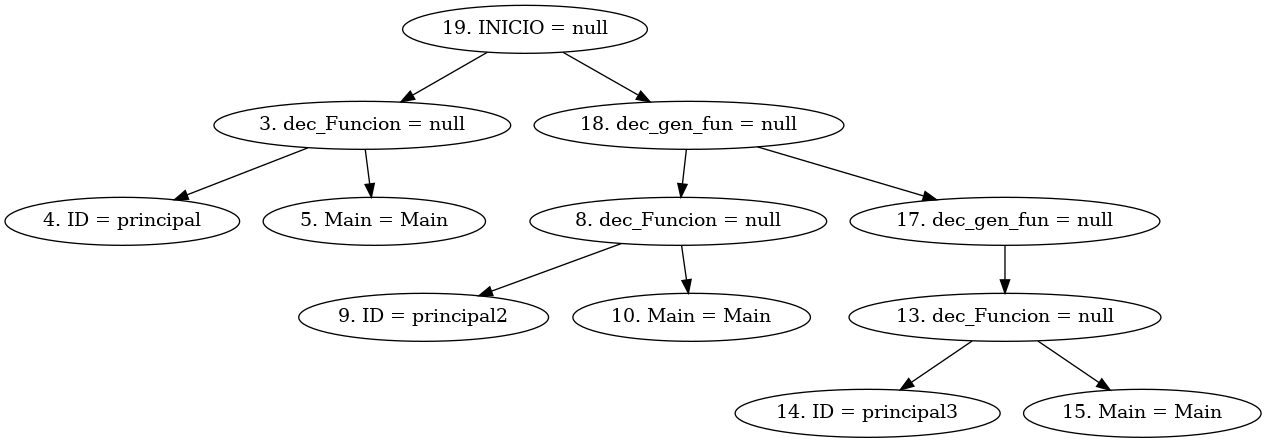 19. INICIO = null
3. dec_Funcion = null
18. dec_gen_fun = null
4. ID = principal
5. Main = Main
8. dec_Funcion = null
17. dec_gen_fun = null
9. ID = principal2
10. Main = Main
13. dec_Funcion = null
14. ID = principal3
15. Main = Main